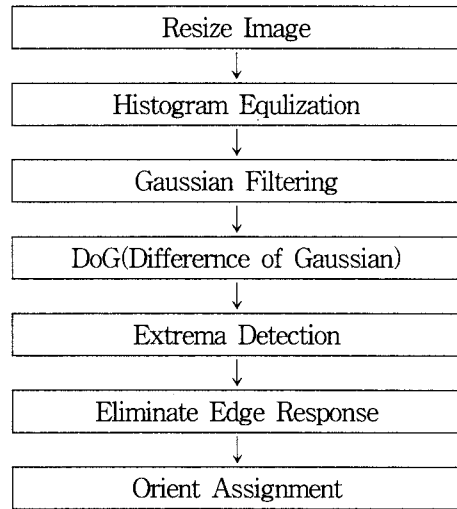 Resize Image
Histogram Equlization
Gaussian Filtering
DoG(Differernce of Gaussian)
Extrema Detection
Eliminate Edge Response
Orient Assignment